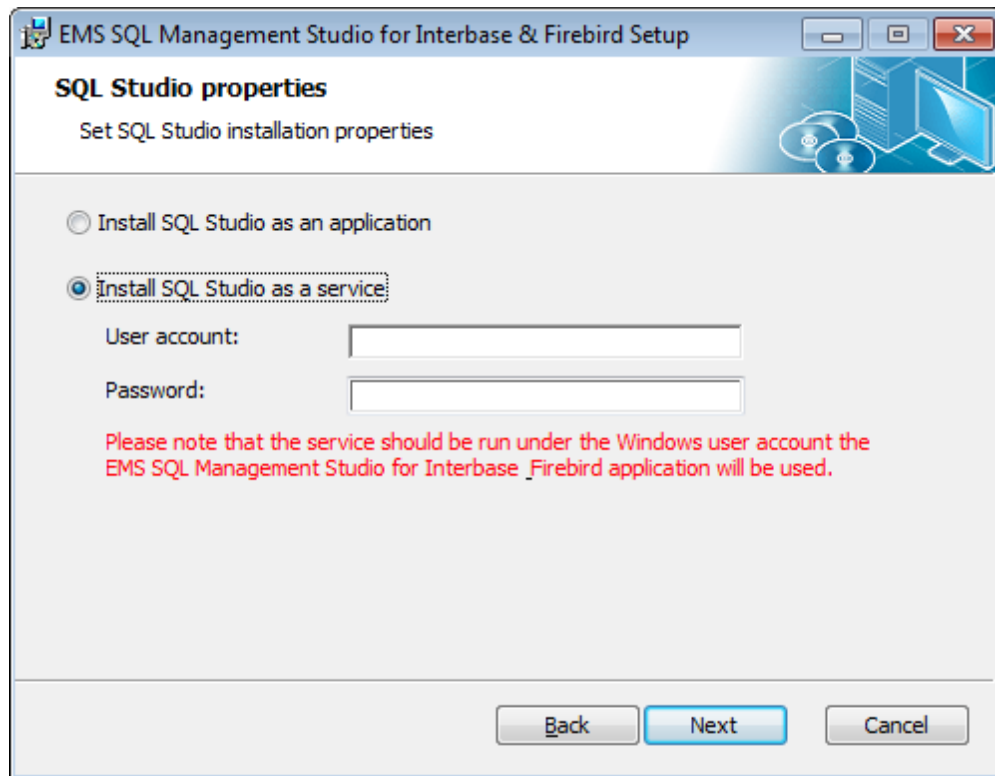 EMS SQL Management Studio for Interbase & Firebird Setup
SQL Studio properties
Set SQL Studio installation properties
Install SQL Studio as an application
Install SQL Studio as a service
User account:
Password:
Please note that the service should be run under the Windows user account the
EMS SQL Management Studio for Interbase _Firebird application will be used.
Back Next Cancel